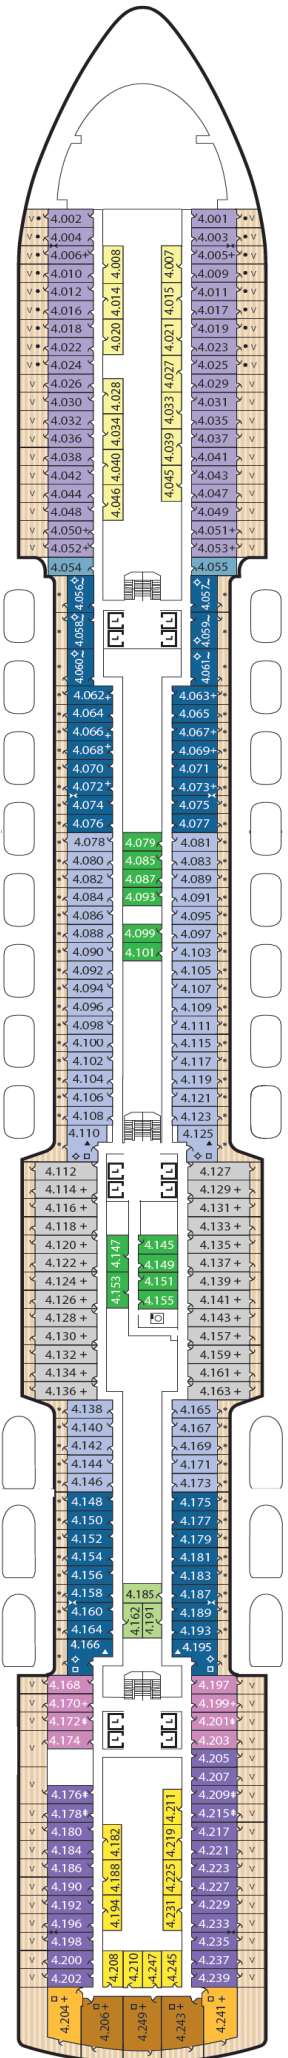 V • 4.002 4.001 • V
V • 4.004 4.003 • V
V • 4.006+ 4.008 4.007 4.005+ • V
V • 4.010 4.009 • V
V • 4.012 4.014 4.015 4.011 • V
V • 4.016 4.017 • V
V • 4.018 4.020 4.021 4.019 • V
V • 4.022 4.023 • V
V • 4.024 4.027 4.025 • V
V 4.026 4.028 4.029 V
V 4.030 4.033 4.031 V
V 4.032 4.034 4.035 V
V 4.036 4.039 4.037 V
V 4.038 4.040 4.041 V
V 4.042 4.045 4.043 V
V 4.044 4.046 4.047 V
V 4.048 4.049 V
V 4.050+ 4.051+ V
V 4.052+ 4.053+ V
4.054 4.055
4.056~ 4.057~
4.058~ 4.059~
4.060~ 4.061~
4.062+ 4.063+
4.064 4.065
4.066+ 4.067+
4.068+ 4.069+
4.070 4.071
4.072+ 4.073+
4.074 4.075
4.076 4.077
4.078 4.079 4.081
4.080 4.085 4.083
4.082 4.087 4.089
4.084 4.093 4.091
4.086 4.095
4.088 4.099 4.097
4.090 4.101 4.103
4.092 4.105
4.094 4.107
4.096 4.109
4.098 4.111
4.100 4.115
4.102 4.117
4.104 4.119
4.106 4.121
4.108 4.123
4.110 4.125
4.112 4.127
4.114 + 4.129 +
4.116 + 4.131 +
4.118 + 4.133 +
4.120 + 4.147 4.145 4.135 +
4.122 + 4.149 4.137 +
4.124 + 4.153 4.151 4.139 +
4.126 + 4.155 4.141 +
4.128 + 4.143 +
4.130 + 4.157 +
4.132 + 4.159 +
4.134 + 4.161 +
4.136 + 4.163 +
4.138 4.165
4.140 4.167
4.142 4.169
4.144 4.171
4.146 4.173
4.148 4.175
4.150 4.177
4.152 4.179
4.154 4.181
4.156 4.183
4.158 4.185 4.187
4.160 4.162 4.191 4.189
4.164 4.193
4.166 4.195
V 4.168 4.197 V
V 4.170+ 4.199+ V
V 4.172‡ 4.201‡ V
V 4.174 4.203 V
4.205 V
4.207 V
V 4.176‡ 4.211 4.209‡ V
V 4.178‡ 4.215‡ V
V 4.180 4.182 4.219 4.217 V
V 4.184 4.221 V
V 4.186 4.188 4.225 4.223 V
V 4.190 4.227 V
V 4.192 4.194 4.231 4.229 V
V 4.196 4.233 V
V 4.198 4.235 V
V 4.200 4.208 4.210 4.247 4.245 4.237 V
V 4.202 4.239 V
4.204 + 4.206 + 4.249 + 4.243 + 4.241 +